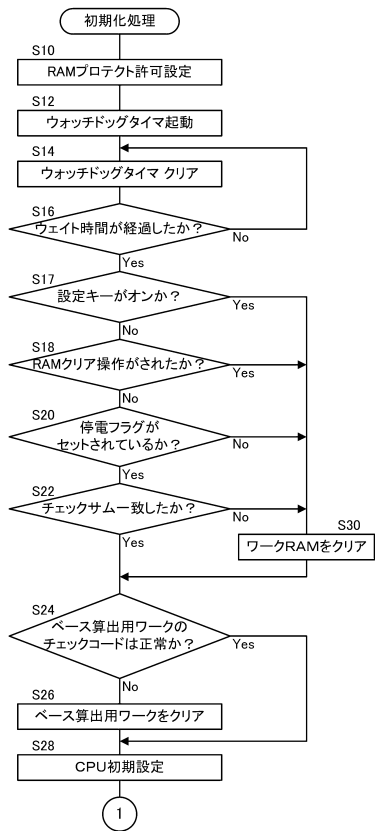 初期化処理
S10
RAMプロテクト許可設定
S12
ウォッチドッグタイマ起動
S14
ウォッチドッグタイマ クリア
S16
ウェイト時間が経過したか？
No
Yes
S17
設定キーがオンか？
Yes
No
S18
RAMクリア操作がされたか？
Yes
No
S20
停電フラグが
セットされているか？
No
Yes
S22
チェックサム一致したか？
No
Yes
S30
ワークRAMをクリア
S24
ベース算出用ワークの
チェックコードは正常か？
Yes
No
S26
ベース算出用ワークをクリア
S28
CPU初期設定
1